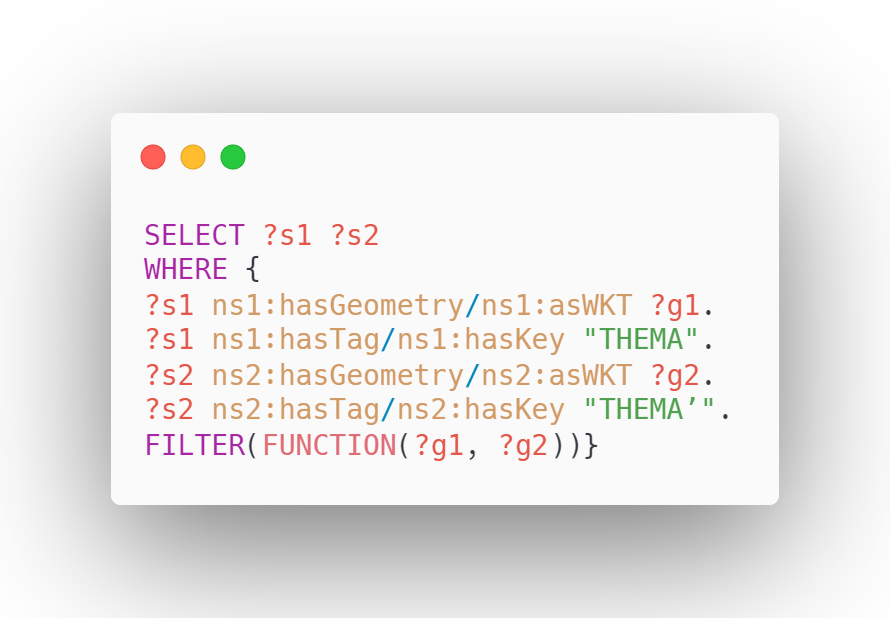 SELECT ?s1 ?s2
WHERE {
?s1 ns1:hasGeometry/ns1:asWKT ?g1.
?s1 ns1:hasTag/ns1:hasKey "THEMA".
?s2 ns2:hasGeometry/ns2:asWKT ?g2.
?s2 ns2:hasTag/ns2:hasKey "THEMA’".
FILTER(FUNCTION(?g1, ?g2))}